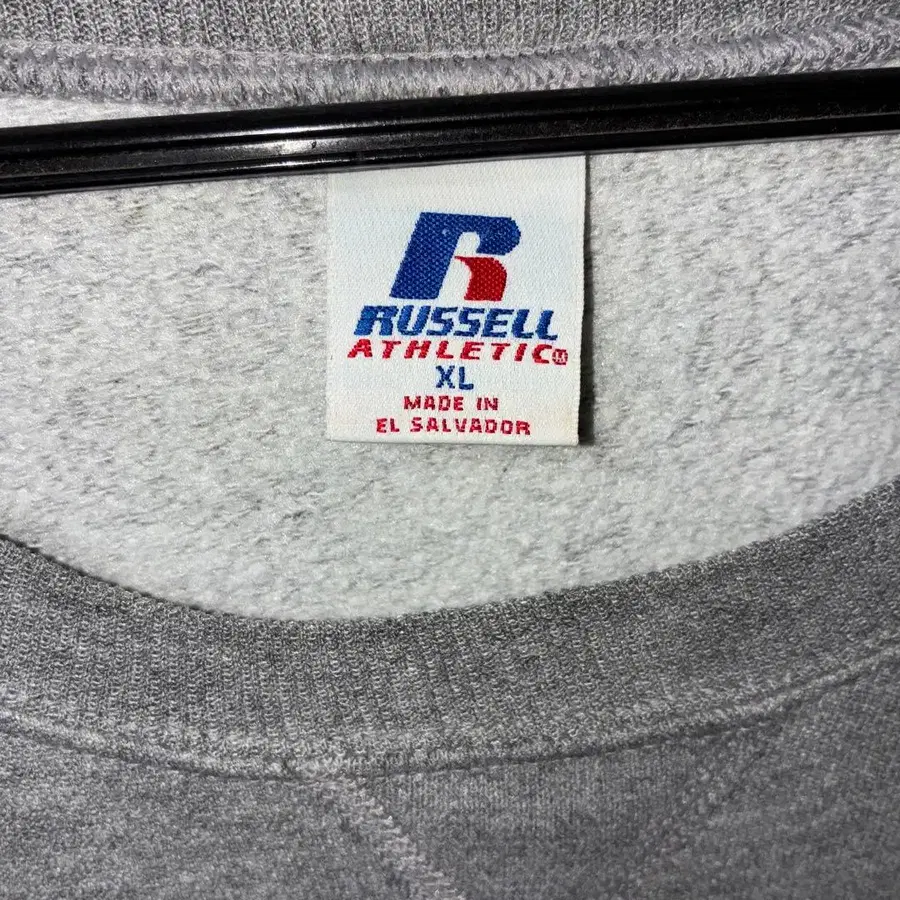 R
RUSSELL
ATHLETIC
XL
MADE IN
EL SALVADOR